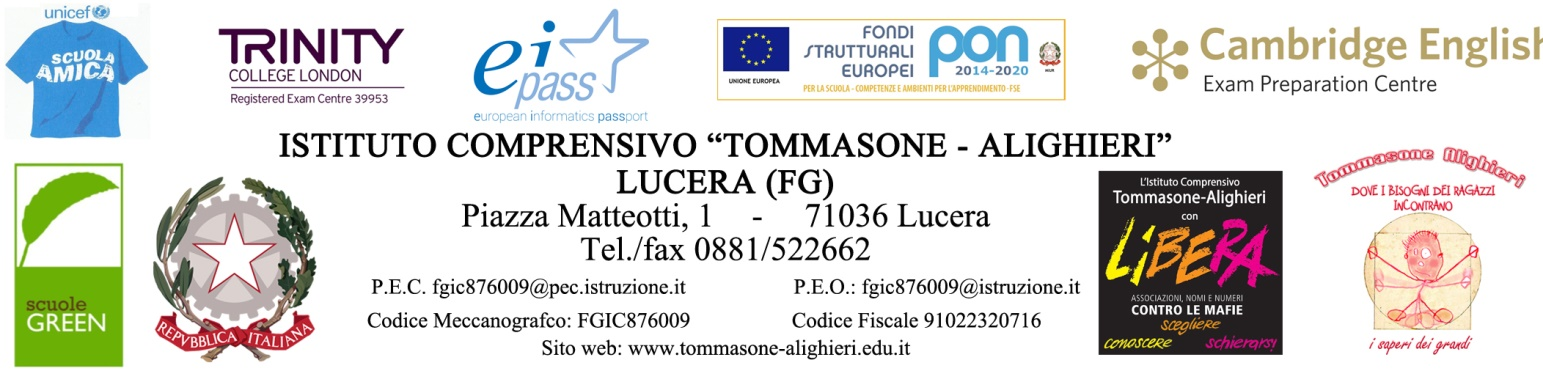 unicef
SCUOLA
AMICA
TRINITY
COLLEGE LONDON
Registered Exam Centre 39953
ei
pass
european informatics passport
UNIONE EUROPEA
FONDI
STRUTTURALI
EUROPEI
pon
2014-2020
MIUR
PER LA SCUOLA - COMPETENZE E AMBIENTI PER L'APPRENDIMENTO - FSE
Cambridge English
Exam Preparation Centre
ISTITUTO COMPRENSIVO “TOMMASONE - ALIGHIERI”
LUCERA (FG)
Piazza Matteotti, 1 - 71036 Lucera
Tel./fax 0881/522662
P.E.C. fgic876009@pec.istruzione.it P.E.O.: fgic876009@istruzione.it
Codice Meccanografco: FGIC876009 Codice Fiscale 91022320716
Sito web: www.tommasone-alighieri.edu.it
scuole
GREEN
REPVBBLICA ITALIANA
L'Istituto Comprensivo
Tommasone-Alighieri
con
LiBERA
ASSOCIAZIONI, NOMI E NUMERI
CONTRO LE MAFIE
scegliere
conoscere schierarsi
Tommasone Alighieri
DOVE I BISOGNI DEI RAGAZZI
INCONTRANO
i saperi dei grandi